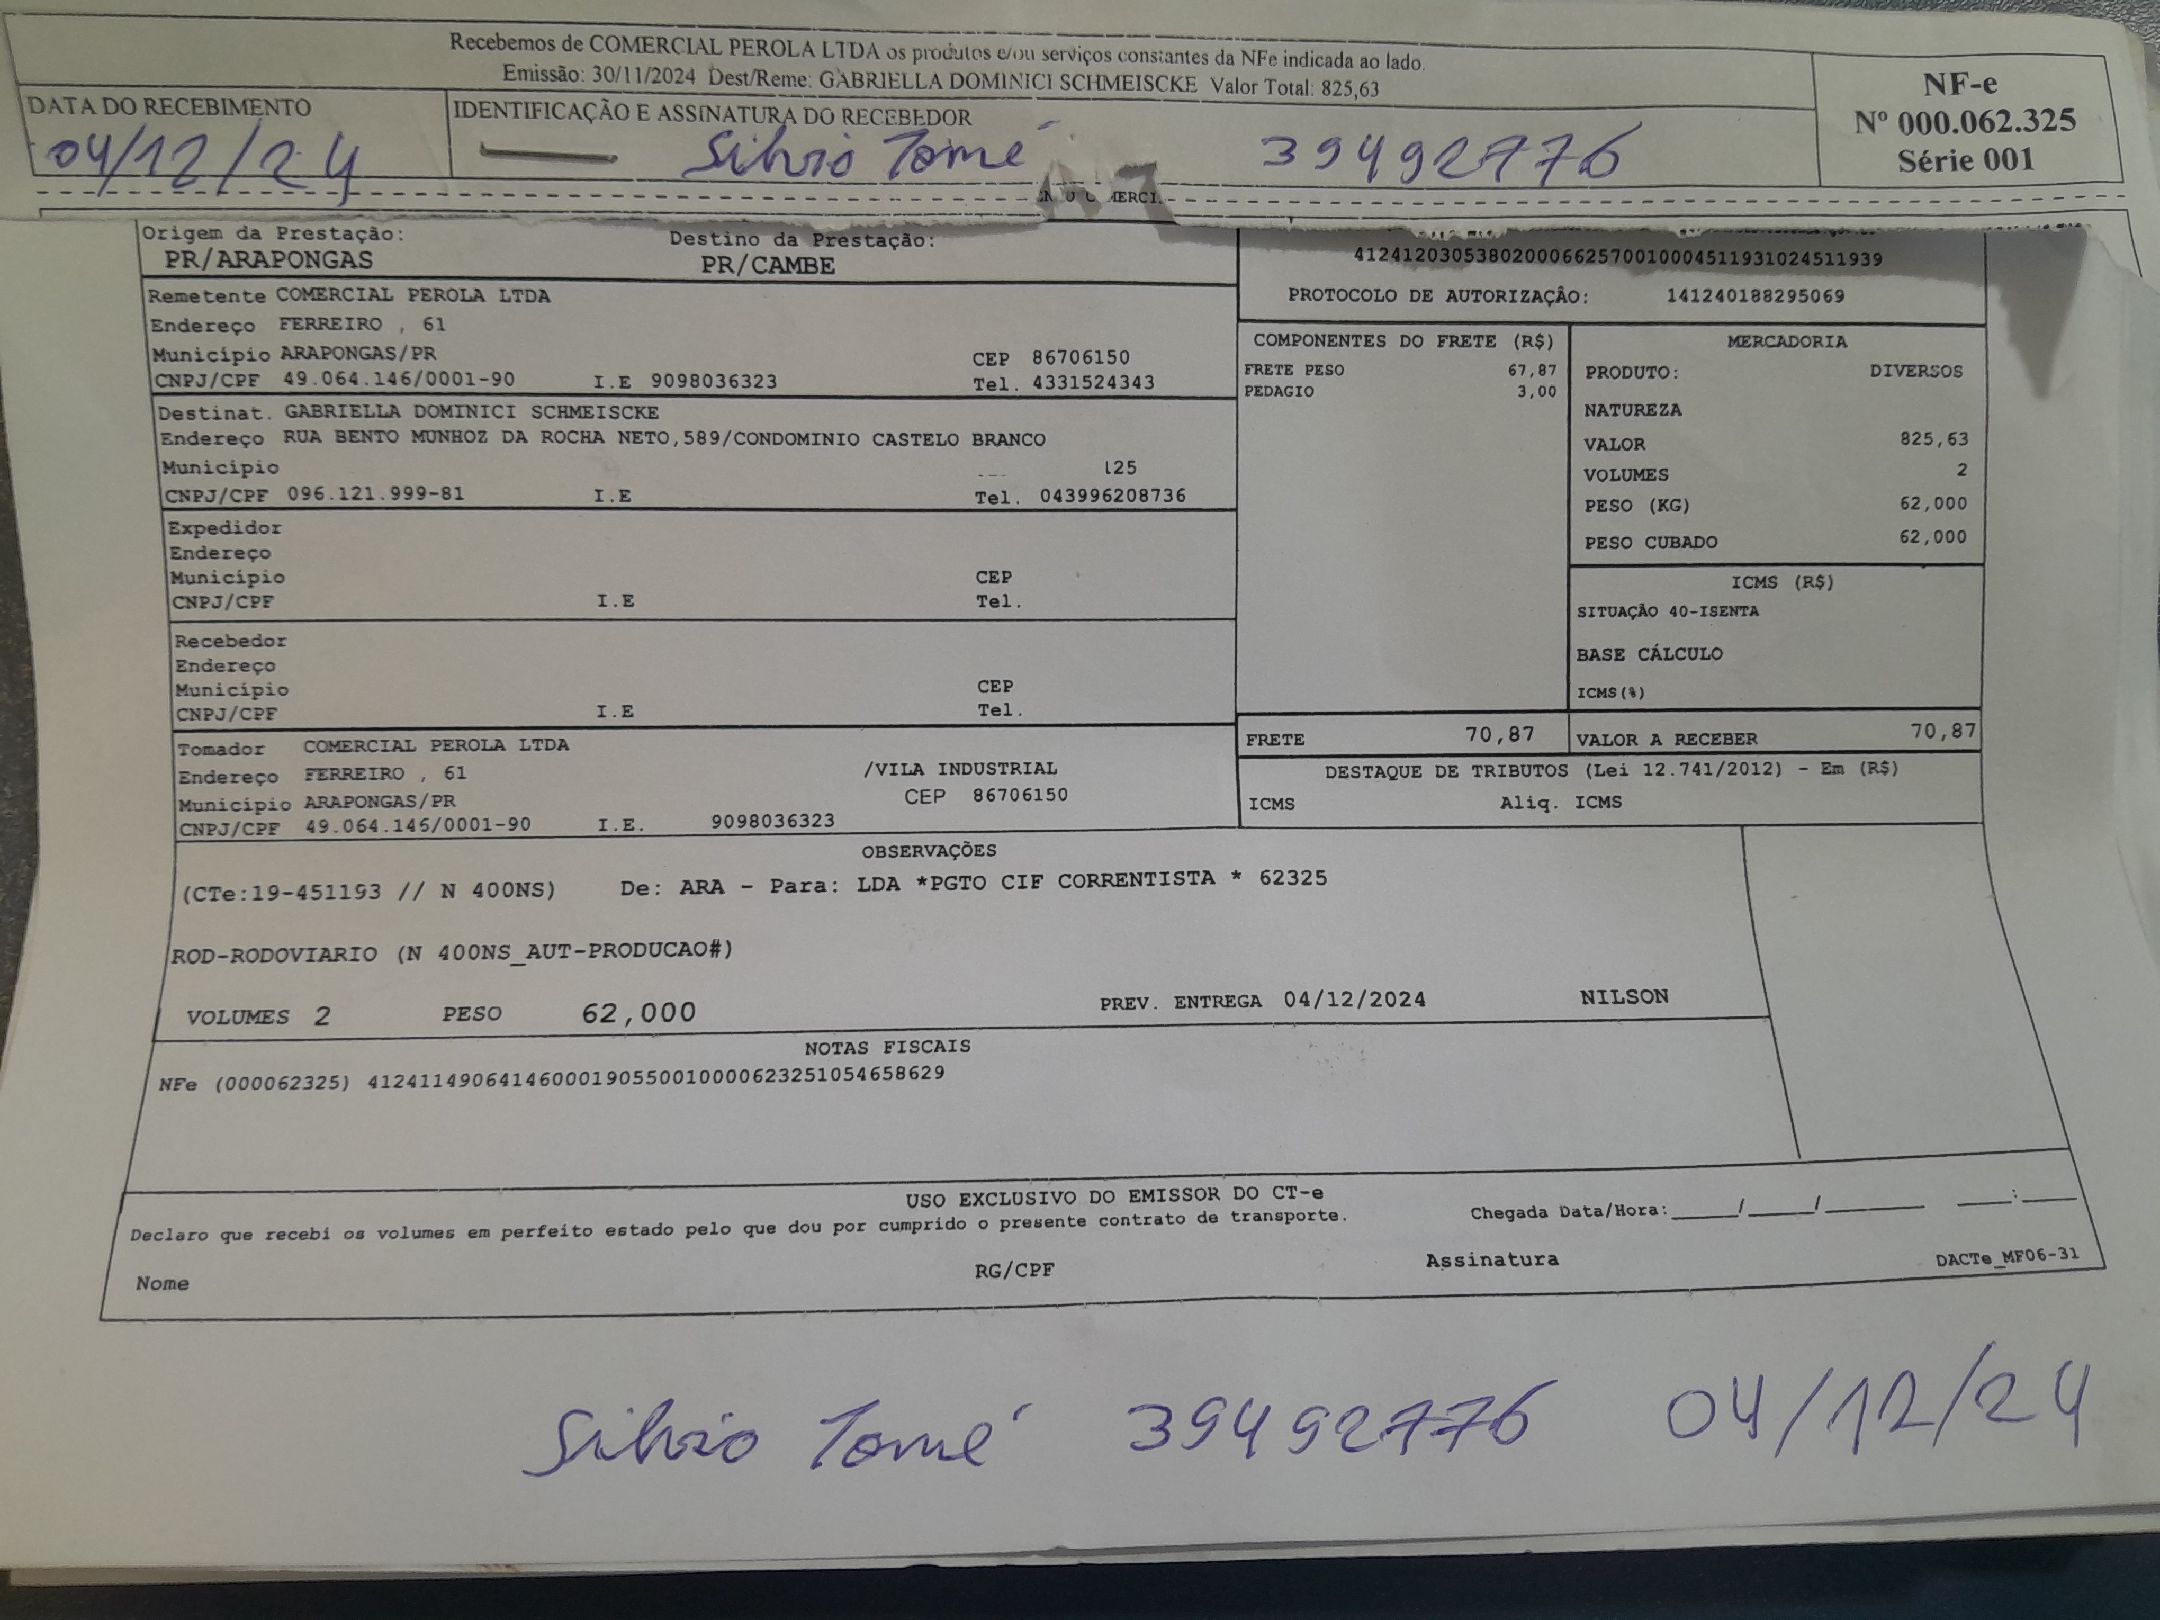 Recebemos de COMERCIAL PEROLA LTDA os produtos e/ou serviços constantes da NFe indicada ao lado.
Emissão: 30/11/2024 Dest/Reme: GABRIELLA DOMINICI SCHMEISCKE Valor Total: 825,63
NF-e
Nº 000.062.325
Série 001
DATA DO RECEBIMENTO
04/12/24
IDENTIFICAÇÃO E ASSINATURA DO RECEBEDOR
Silvio Tomé 39492776
Origem da Prestação:
PR/ARAPONGAS
Destino da Prestação:
PR/CAMBE
41241203053802000662570010004511931024511939
PROTOCOLO DE AUTORIZAÇÂO: 141240188295069
Remetente COMERCIAL PEROLA LTDA
Endereço FERREIRO , 61
Município ARAPONGAS/PR CEP 86706150
CNPJ/CPF 49.064.146/0001-90 I.E 9098036323 Tel. 4331524343
Destinat. GABRIELLA DOMINICI SCHMEISCKE
Endereço RUA BENTO MUNHOZ DA ROCHA NETO,589/CONDOMINIO CASTELO BRANCO
Município 125
CNPJ/CPF 096.121.999-81 I.E Tel. 043996208736
Expedidor
Endereço
Município CEP
CNPJ/CPF I.E Tel.
Recebedor
Endereço
Município CEP
CNPJ/CPF I.E Tel.
Tomador COMERCIAL PEROLA LTDA
Endereço FERREIRO , 61 /VILA INDUSTRIAL
Município ARAPONGAS/PR CEP 86706150
CNPJ/CPF 49.064.146/0001-90 I.E. 9098036323
COMPONENTES DO FRETE (R$)
FRETE PESO 67,87
PEDAGIO 3,00
MERCADORIA
PRODUTO: DIVERSOS
NATUREZA
VALOR 825,63
VOLUMES 2
PESO (KG) 62,000
PESO CUBADO 62,000
ICMS (R$)
SITUAÇÃO 40-ISENTA
BASE CÁLCULO
ICMS(%)
FRETE 70,87 VALOR A RECEBER 70,87
DESTAQUE DE TRIBUTOS (Lei 12.741/2012) - Em (R$)
ICMS Aliq. ICMS
OBSERVAÇÕES
(CTe:19-451193 // N 400NS) De: ARA - Para: LDA *PGTO CIF CORRENTISTA * 62325
ROD-RODOVIARIO (N 400NS_AUT-PRODUCAO#)
VOLUMES 2 PESO 62,000 PREV. ENTREGA 04/12/2024 NILSON
NOTAS FISCAIS
NFe (000062325) 41241149064146000190550010000623251054658629
USO EXCLUSIVO DO EMISSOR DO CT-e
Declaro que recebi os volumes em perfeito estado pelo que dou por cumprido o presente contrato de transporte. Chegada Data/Hora:_____/_____/_______ ____:____
Nome RG/CPF Assinatura DACTe_MF06-31
Silvio Tomé 39492776 04/12/24